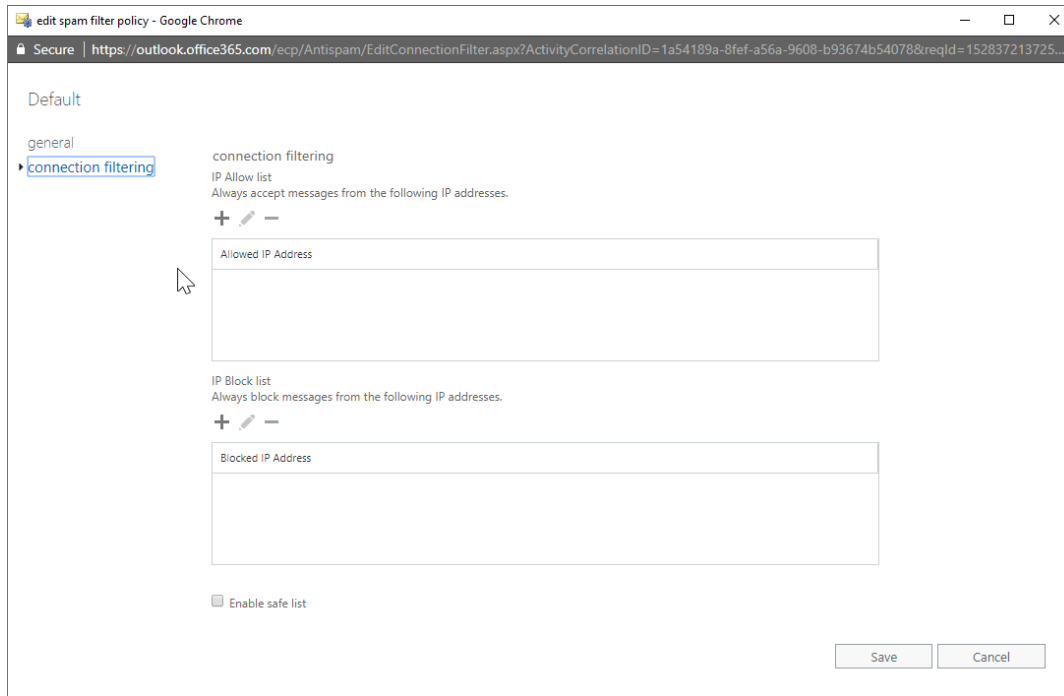 edit spam filter policy - Google Chrome
Secure | https://outlook.office365.com/ecp/Antispam/EditConnectionFilter.aspx?ActivityCorrelationID=1a54189a-8fef-a56a-9608-b93674b54078&reqId=152837213725...
Default
general
connection filtering
connection filtering
IP Allow list
Always accept messages from the following IP addresses.
Allowed IP Address
IP Block list
Always block messages from the following IP addresses.
Blocked IP Address
Enable safe list
Save
Cancel